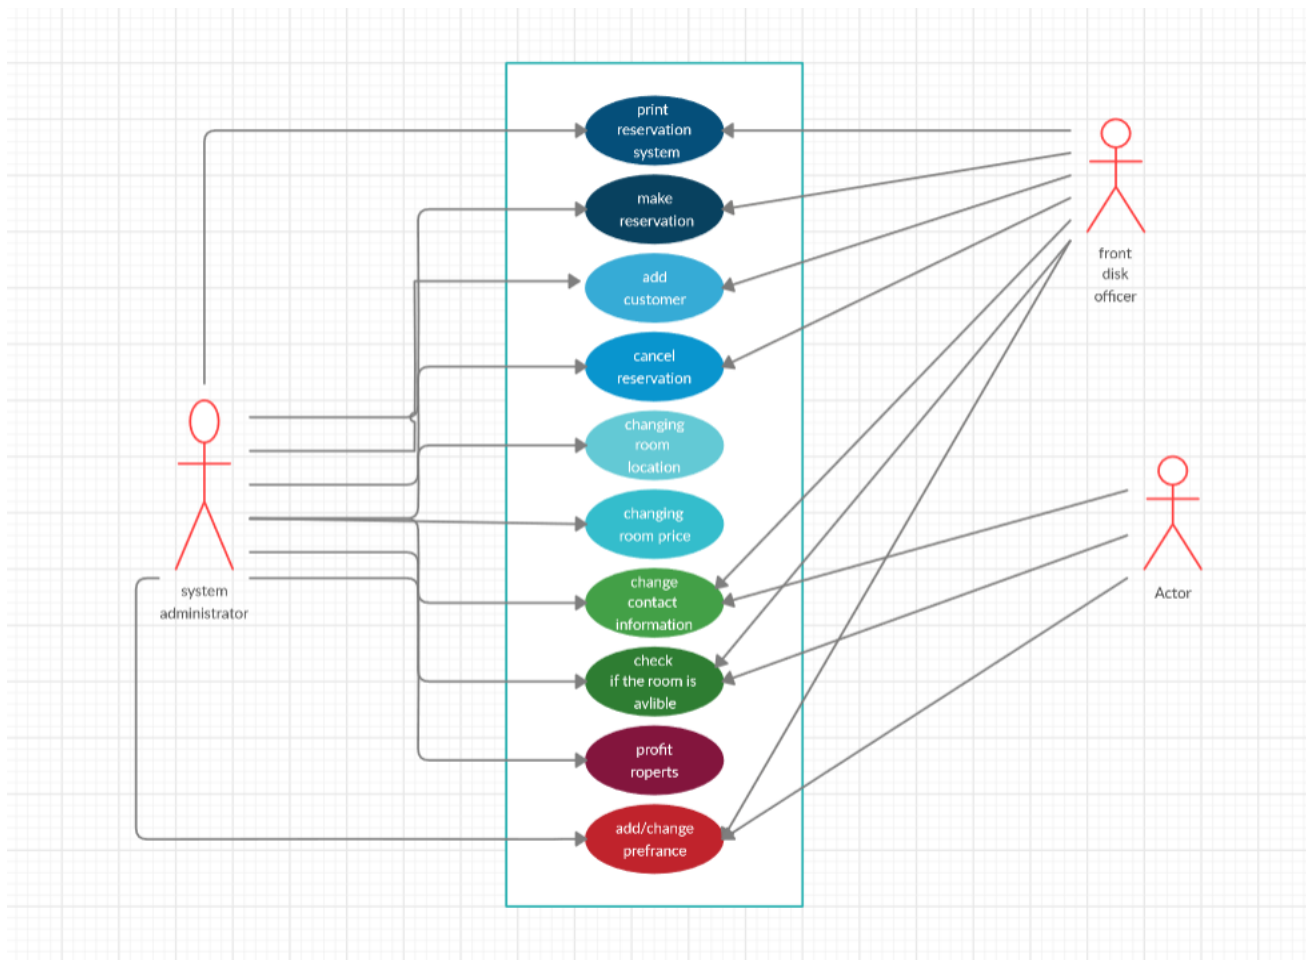 print
reservation
system
make
reservation
add
customer
cancel
reservation
changing
room
location
changing
room price
change
contact
information
check
if the room is
avlible
profit
roperts
add/change
prefrance
system
administrator
front
disk
officer
Actor